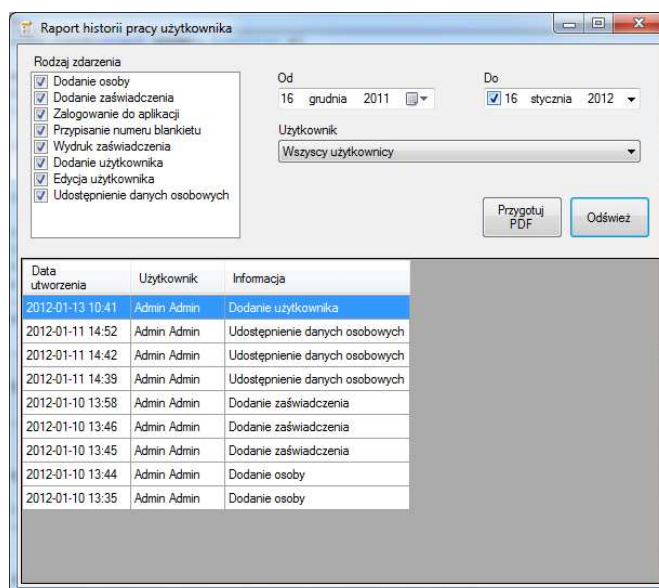 Raport historii pracy użytkownika
Rodzaj zdarzenia
Dodanie osoby
Dodanie zaświadczenia
Zalogowanie do aplikacji
Przypisanie numeru blankietu
Wydruk zaświadczenia
Dodanie użytkownika
Edycja użytkownika
Udostępnienie danych osobowych
Od
16 grudnia 2011
Do
16 stycznia 2012
Użytkownik
Wszyscy użytkownicy
Przygotuj
PDF
Odśwież
Data
utworzenia
Użytkownik
Informacja
2012-01-13 10:41 Admin Admin Dodanie użytkownika
2012-01-11 14:52 Admin Admin Udostępnienie danych osobowych
2012-01-11 14:42 Admin Admin Udostępnienie danych osobowych
2012-01-11 14:39 Admin Admin Udostępnienie danych osobowych
2012-01-10 13:58 Admin Admin Dodanie zaświadczenia
2012-01-10 13:46 Admin Admin Dodanie zaświadczenia
2012-01-10 13:45 Admin Admin Dodanie zaświadczenia
2012-01-10 13:44 Admin Admin Dodanie osoby
2012-01-10 13:35 Admin Admin Dodanie osoby